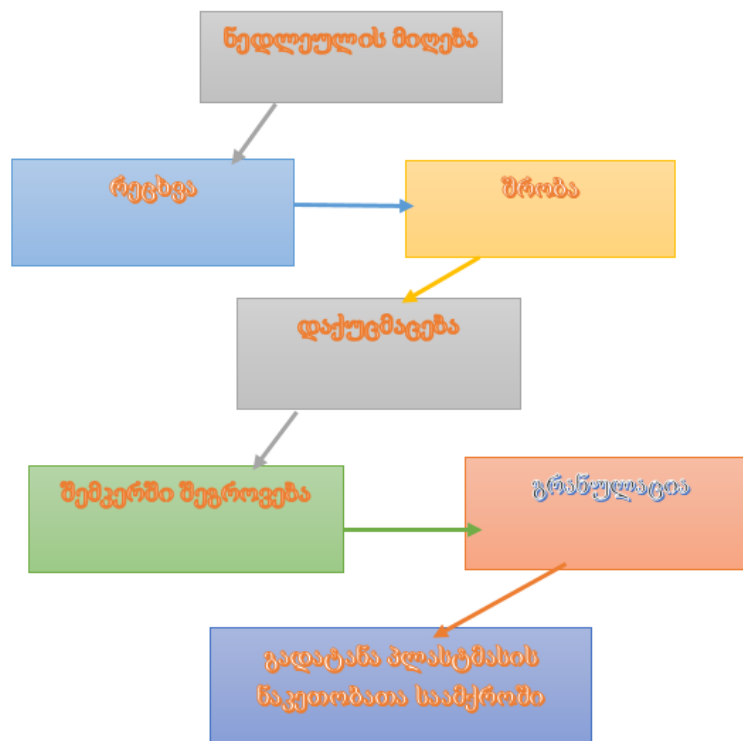 ნედლეულის მიღება
რეცხვა
შრობა
დაქუცმაცება
შემკერში შეგროვება
გრანულაცია
გადატანა პლასტმასის
ნაკეთობათა საამქროში